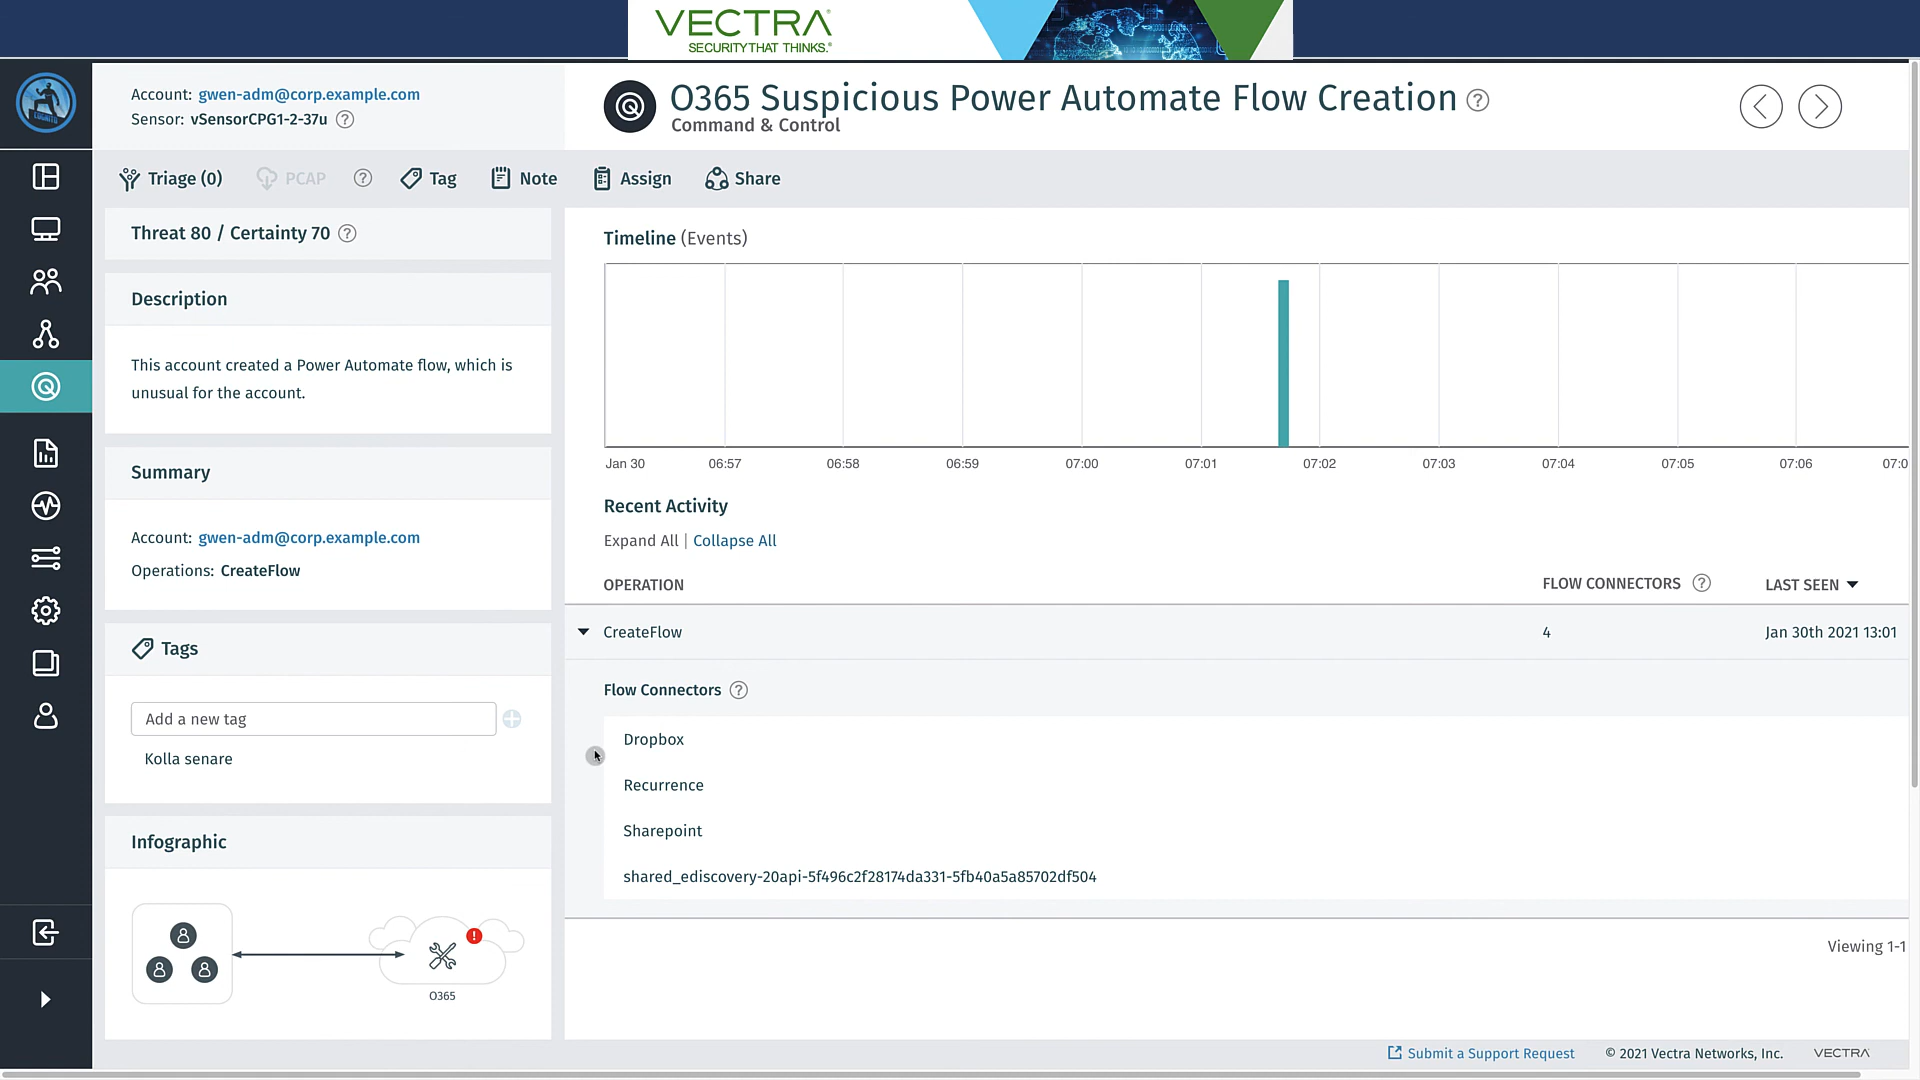 VECTRA
SECURITY THAT THINKS.®
COGNITO
Account: gwen-adm@corp.example.com
Sensor: vSensorCPG1-2-37u
O365 Suspicious Power Automate Flow Creation
Command & Control
Triage (0)
PCAP
Tag
Note
Assign
Share
Threat 80 / Certainty 70
Description
This account created a Power Automate flow, which is
unusual for the account.
Summary
Account: gwen-adm@corp.example.com
Operations: CreateFlow
Tags
Add a new tag
Kolla senare
Infographic
O365
Timeline (Events)
Jan 30 06:57 06:58 06:59 07:00 07:01 07:02 07:03 07:04 07:05 07:06 07:0
Recent Activity
Expand All | Collapse All
OPERATION FLOW CONNECTORS LAST SEEN
CreateFlow 4 Jan 30th 2021 13:01
Flow Connectors
Dropbox
Recurrence
Sharepoint
shared_ediscovery-20api-5f496c2f28174da331-5fb40a5a85702df504
Viewing 1-1
Submit a Support Request © 2021 Vectra Networks, Inc. VECTRA